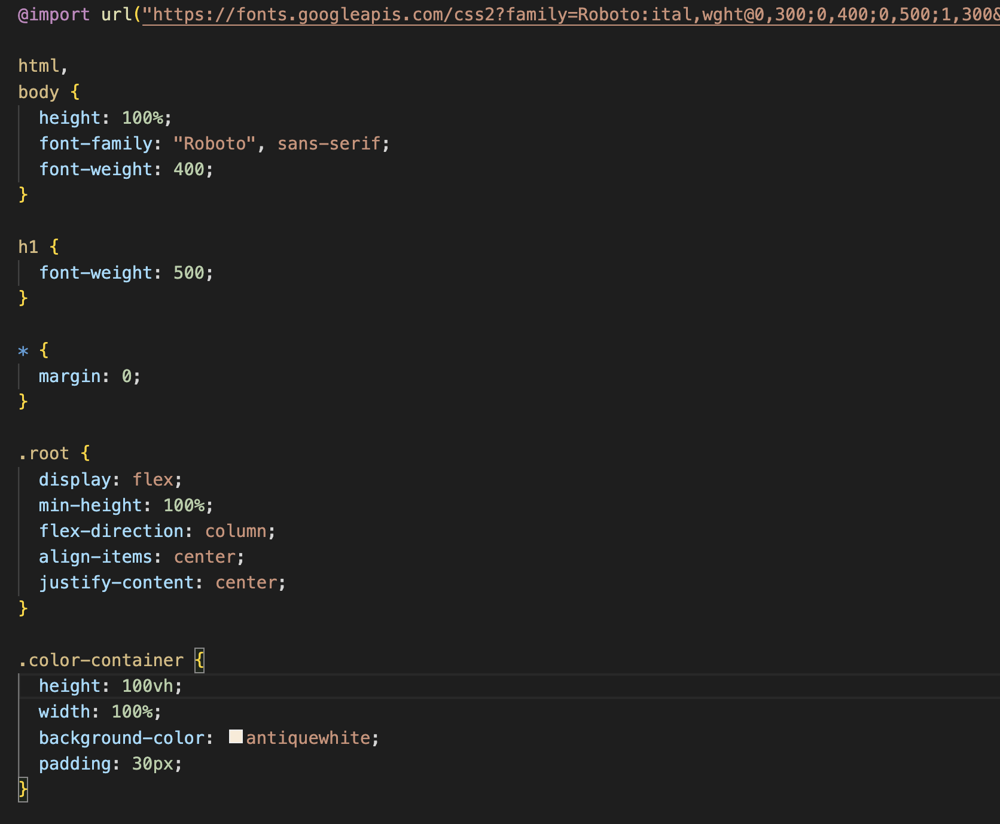 @import url("https://fonts.googleapis.com/css2?family=Roboto:ital,wght@0,300;0,400;0,500;1,300&
html,
body {
  height: 100%;
  font-family: "Roboto", sans-serif;
  font-weight: 400;
}
h1 {
  font-weight: 500;
}
* {
  margin: 0;
}
.root {
  display: flex;
  min-height: 100%;
  flex-direction: column;
  align-items: center;
  justify-content: center;
}
.color-container {
  height: 100vh;
  width: 100%;
  background-color: antiquewhite;
  padding: 30px;
}